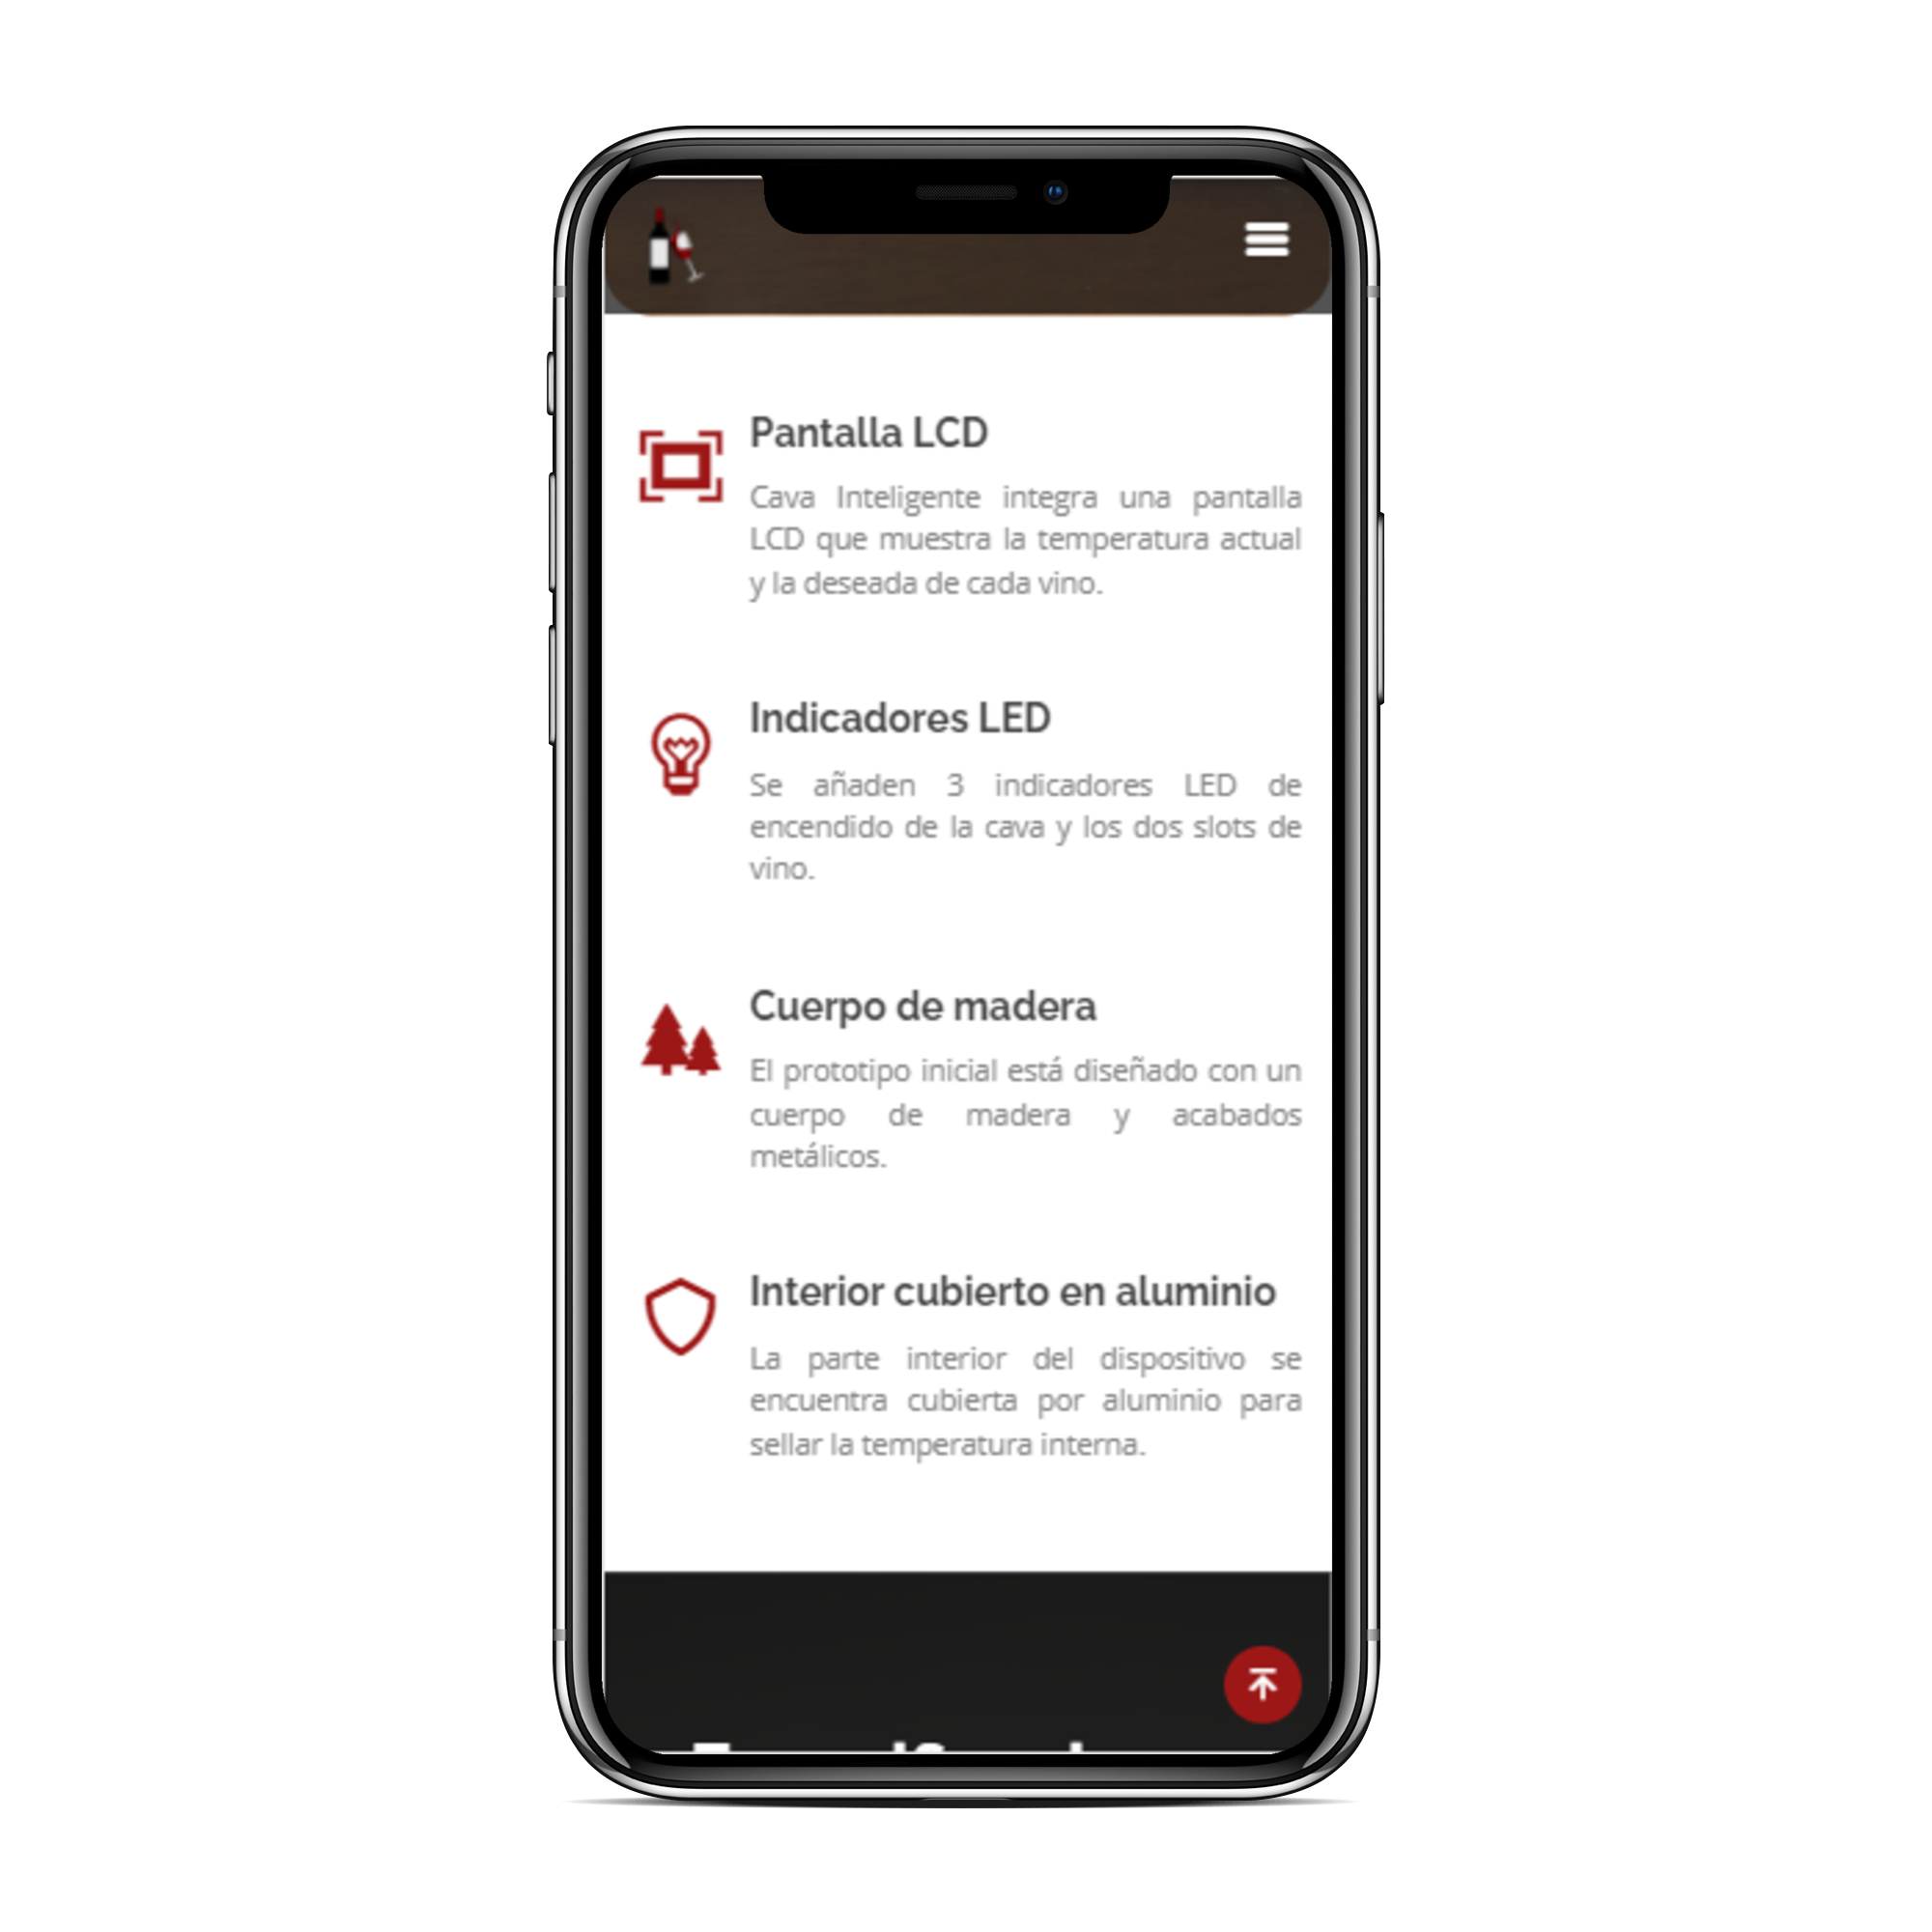 Pantalla LCD
Cava Inteligente integra una pantalla
LCD que muestra la temperatura actual
y la deseada de cada vino.
Indicadores LED
Se añaden 3 indicadores LED de
encendido de la cava y los dos slots de
vino.
Cuerpo de madera
El prototipo inicial está diseñado con un
cuerpo de madera y acabados
metálicos.
Interior cubierto en aluminio
La parte interior del dispositivo se
encuentra cubierta por aluminio para
sellar la temperatura interna.